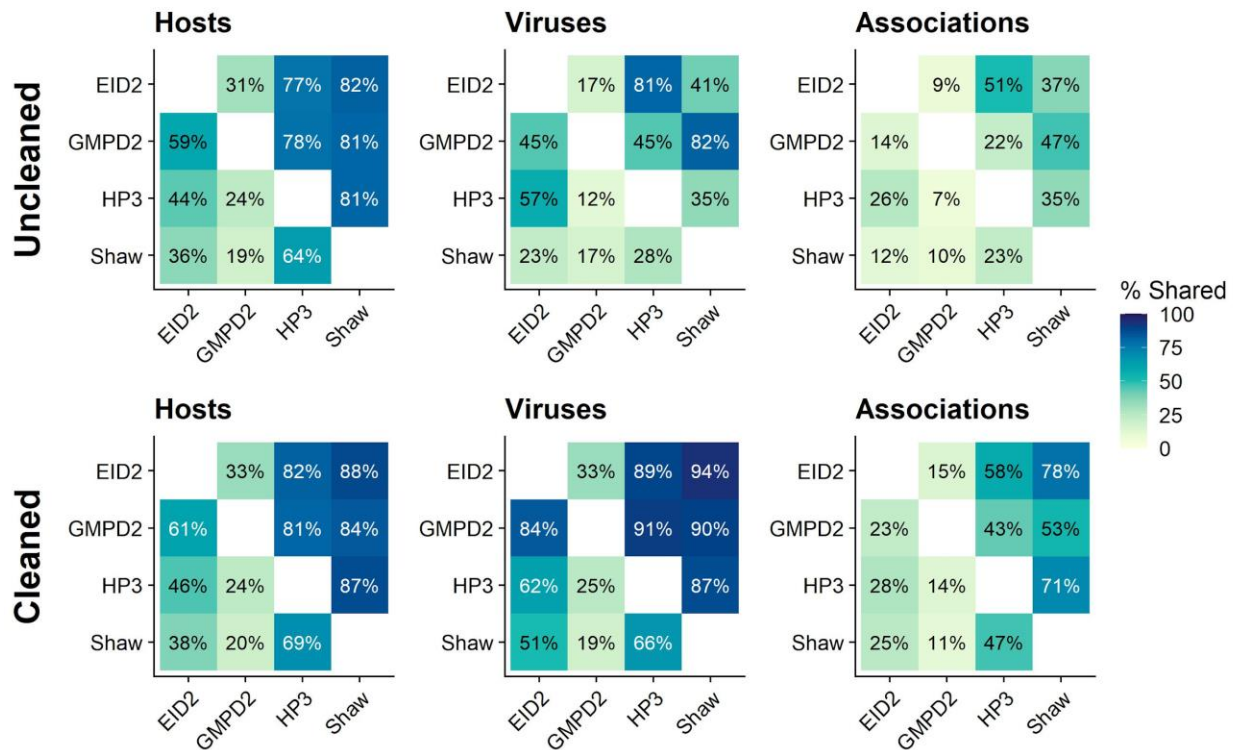 Uncleaned
Hosts
EID2 31% 77% 82%
GMPD2 59% 78% 81%
HP3 44% 24% 81%
Shaw 36% 19% 64%
EID2 GMPD2 HP3 Shaw
Viruses
EID2 17% 81% 41%
GMPD2 45% 45% 82%
HP3 57% 12% 35%
Shaw 23% 17% 28%
EID2 GMPD2 HP3 Shaw
Associations
EID2 9% 51% 37%
GMPD2 14% 22% 47%
HP3 26% 7% 35%
Shaw 12% 10% 23%
EID2 GMPD2 HP3 Shaw
% Shared
100
75
50
25
0
Cleaned
Hosts
EID2 33% 82% 88%
GMPD2 61% 81% 84%
HP3 46% 24% 87%
Shaw 38% 20% 69%
EID2 GMPD2 HP3 Shaw
Viruses
EID2 33% 89% 94%
GMPD2 84% 91% 90%
HP3 62% 25% 87%
Shaw 51% 19% 66%
EID2 GMPD2 HP3 Shaw
Associations
EID2 15% 58% 78%
GMPD2 23% 43% 53%
HP3 28% 14% 71%
Shaw 25% 11% 47%
EID2 GMPD2 HP3 Shaw